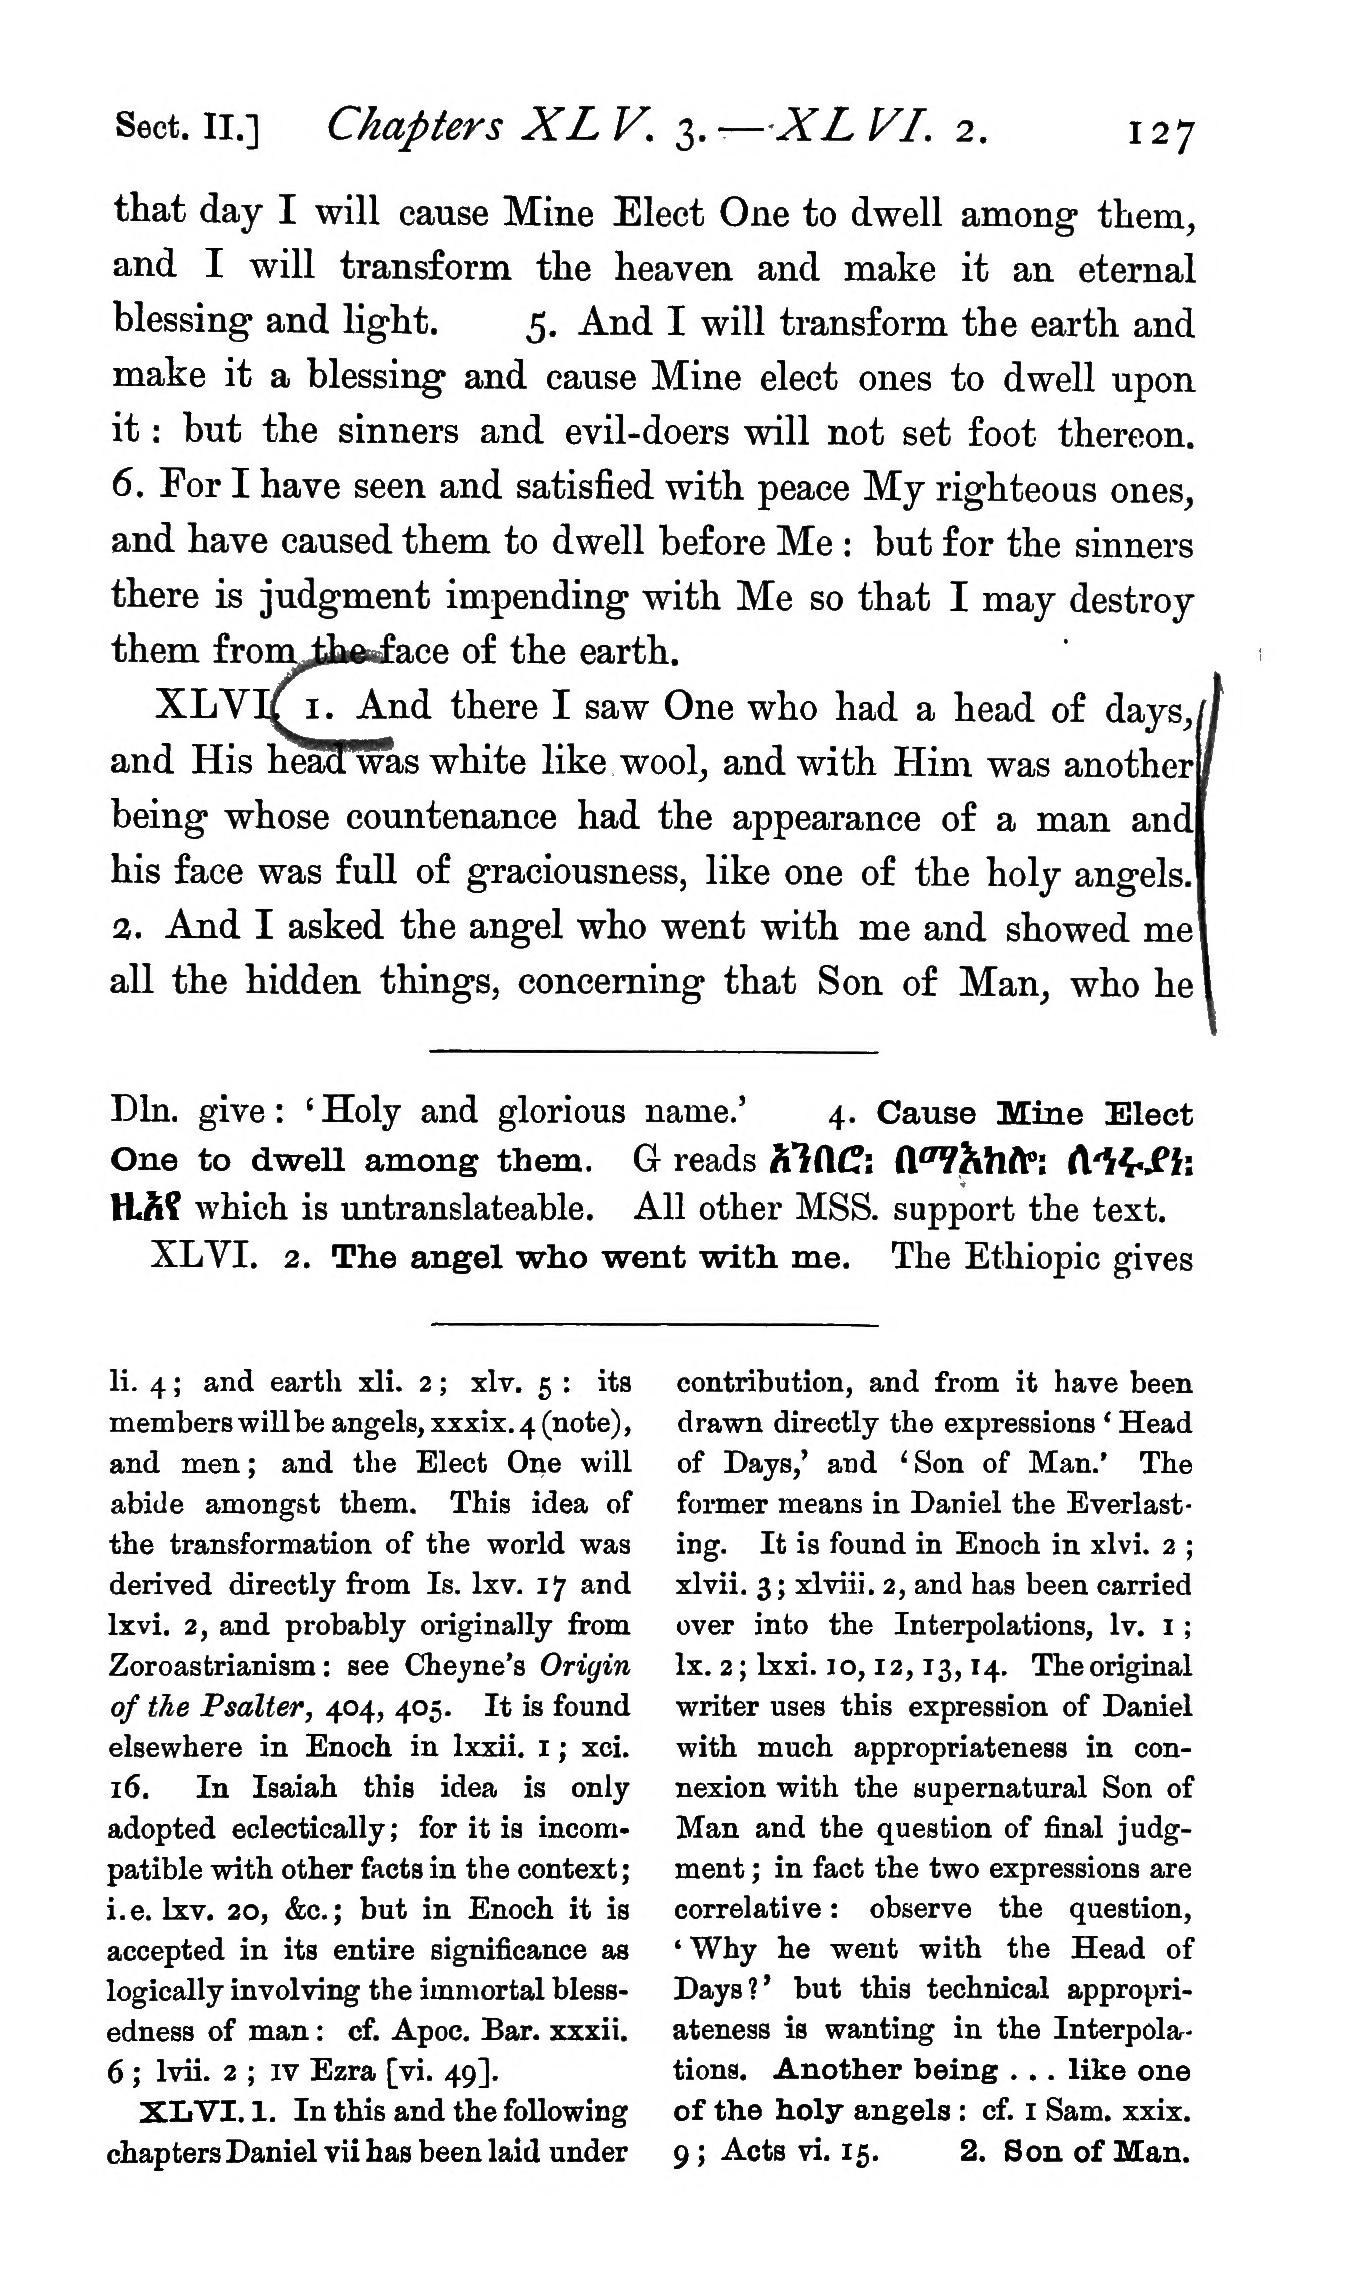 Sect. II.] Chapters XLV. 3.—XLVI. 2. 127
that day I will cause Mine Elect One to dwell among them,
and I will transform the heaven and make it an eternal
blessing and light. 5. And I will transform the earth and
make it a blessing and cause Mine elect ones to dwell upon
it : but the sinners and evil-doers will not set foot thereon.
6. For I have seen and satisfied with peace My righteous ones,
and have caused them to dwell before Me : but for the sinners
there is judgment impending with Me so that I may destroy
them from the face of the earth.
XLVI. 1. And there I saw One who had a head of days,
and His head was white like wool, and with Him was another
being whose countenance had the appearance of a man and
his face was full of graciousness, like one of the holy angels.
2. And I asked the angel who went with me and showed me
all the hidden things, concerning that Son of Man, who he
Dln. give : ‘Holy and glorious name.’ 4. Cause Mine Elect
One to dwell among them. G reads አንበሮ፡ በማእከሎ፡
which is untranslateable. All other MSS. support the text.
XLVI. 2. The angel who went with me. The Ethiopic gives
li. 4 ; and earth xli. 2 ; xlv. 5 : its
members will be angels, xxxix. 4 (note),
and men ; and the Elect One will
abide amongst them. This idea of
the transformation of the world was
derived directly from Is. lxv. 17 and
lxvi. 2, and probably originally from
Zoroastrianism : see Cheyne's Origin
of the Psalter, 404, 405. It is found
elsewhere in Enoch in lxxii. 1 ; xci.
16. In Isaiah this idea is only
adopted eclectically; for it is incom-
patible with other facts in the context;
i.e. lxv. 20, &c.; but in Enoch it is
accepted in its entire significance as
logically involving the immortal bless-
edness of man : cf. Apoc. Bar. xxxii.
6 ; lvii. 2 ; IV Ezra [vi. 49].
XLVI. 1. In this and the following
chapters Daniel vii has been laid under
contribution, and from it have been
drawn directly the expressions ‘Head
of Days,’ and ‘Son of Man.’ The
former means in Daniel the Everlast-
ing. It is found in Enoch in xlvi. 2 ;
xlvii. 3 ; xlviii. 2, and has been carried
over into the Interpolations, lv. 1 ;
lx. 2 ; lxxi. 10, 12, 13, 14. The original
writer uses this expression of Daniel
with much appropriateness in con-
nexion with the supernatural Son of
Man and the question of final judg-
ment ; in fact the two expressions are
correlative : observe the question,
‘Why he went with the Head of
Days?’ but this technical appropri-
ateness is wanting in the Interpola-
tions. Another being . . . like one
of the holy angels : cf. 1 Sam. xxix.
9 ; Acts vi. 15. 2. Son of Man.